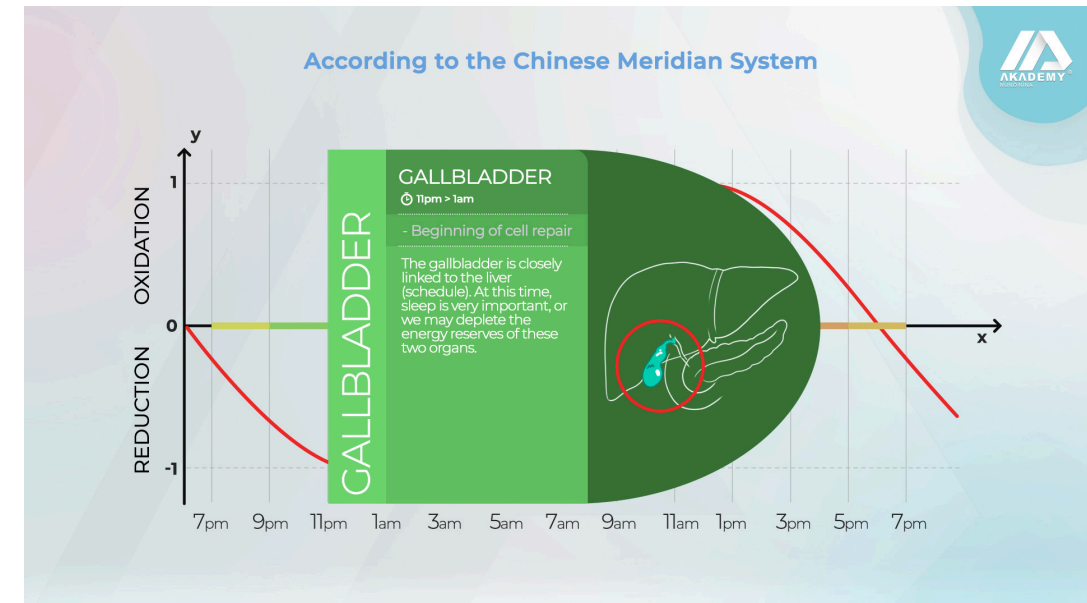 According to the Chinese Meridian System
AKADEMY
y
1
OXIDATION
0
REDUCTION
-1
x
GALLBLADDER
GALLBLADDER
11pm > 1am
- Beginning of cell repair
The gallbladder is closely
linked to the liver
(schedule). At this time,
sleep is very important, or
we may deplete the
energy reserves of these
two organs.
7pm 9pm 11pm 1am 3am 5am 7am 9am 11am 1pm 3pm 5pm 7pm